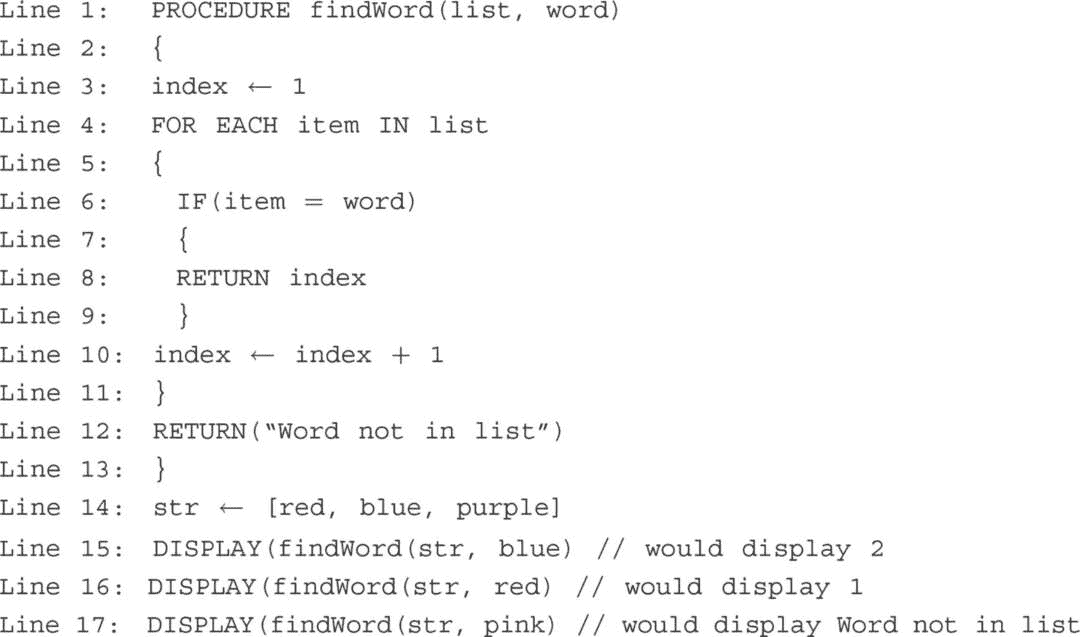 Line 1: PROCEDURE findWord(list, word)
Line 2: {
Line 3: index ← 1
Line 4: FOR EACH item IN list
Line 5: {
Line 6: IF(item = word)
Line 7: {
Line 8: RETURN index
Line 9: }
Line 10: index ← index + 1
Line 11: }
Line 12: RETURN(“Word not in list”)
Line 13: }
Line 14: str ← [red, blue, purple]
Line 15: DISPLAY(findWord(str, blue) // would display 2
Line 16: DISPLAY(findWord(str, red) // would display 1
Line 17: DISPLAY(findWord(str, pink) // would display Word not in list